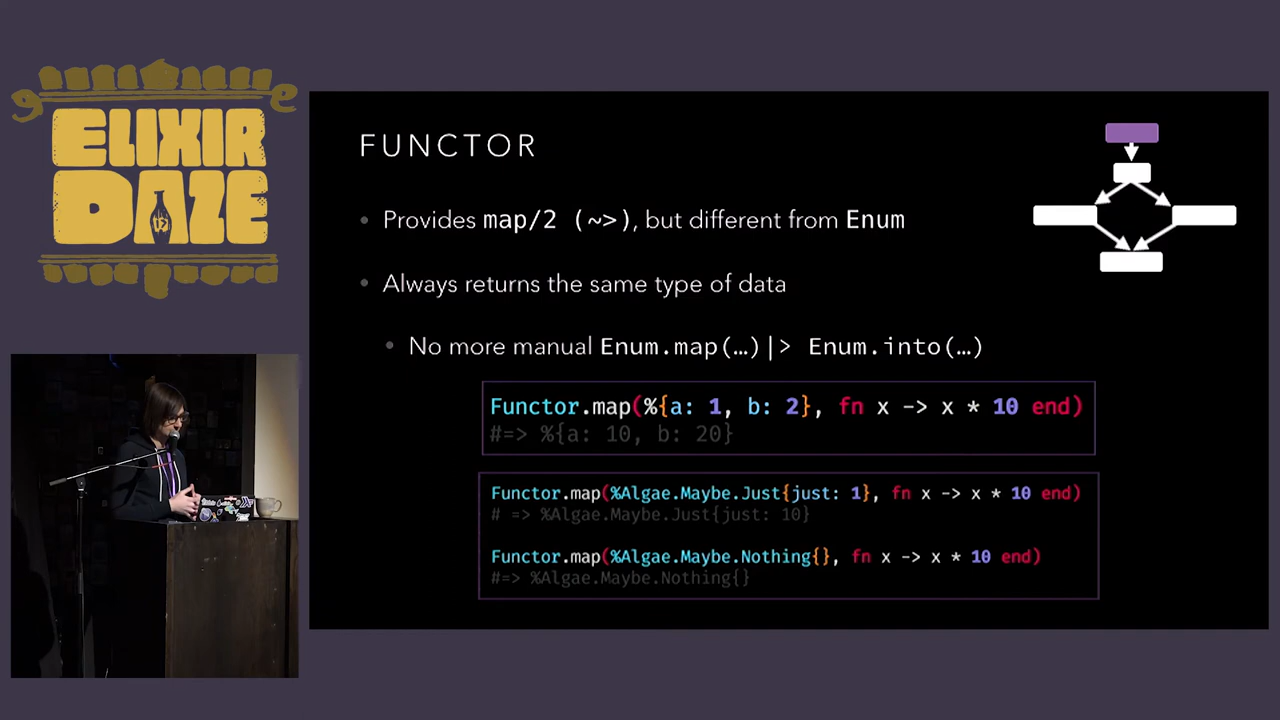 ELIXIR
DAZE
FUNCTOR
• Provides map/2 (~>), but different from Enum
• Always returns the same type of data
• No more manual Enum.map(…)|> Enum.into(…)
Functor.map(%{a: 1, b: 2}, fn x -> x * 10 end)
#=> %{a: 10, b: 20}
Functor.map(%Algae.Maybe.Just{just: 1}, fn x -> x * 10 end)
# => %Algae.Maybe.Just{just: 10}
Functor.map(%Algae.Maybe.Nothing{}, fn x -> x * 10 end)
#=> %Algae.Maybe.Nothing{}